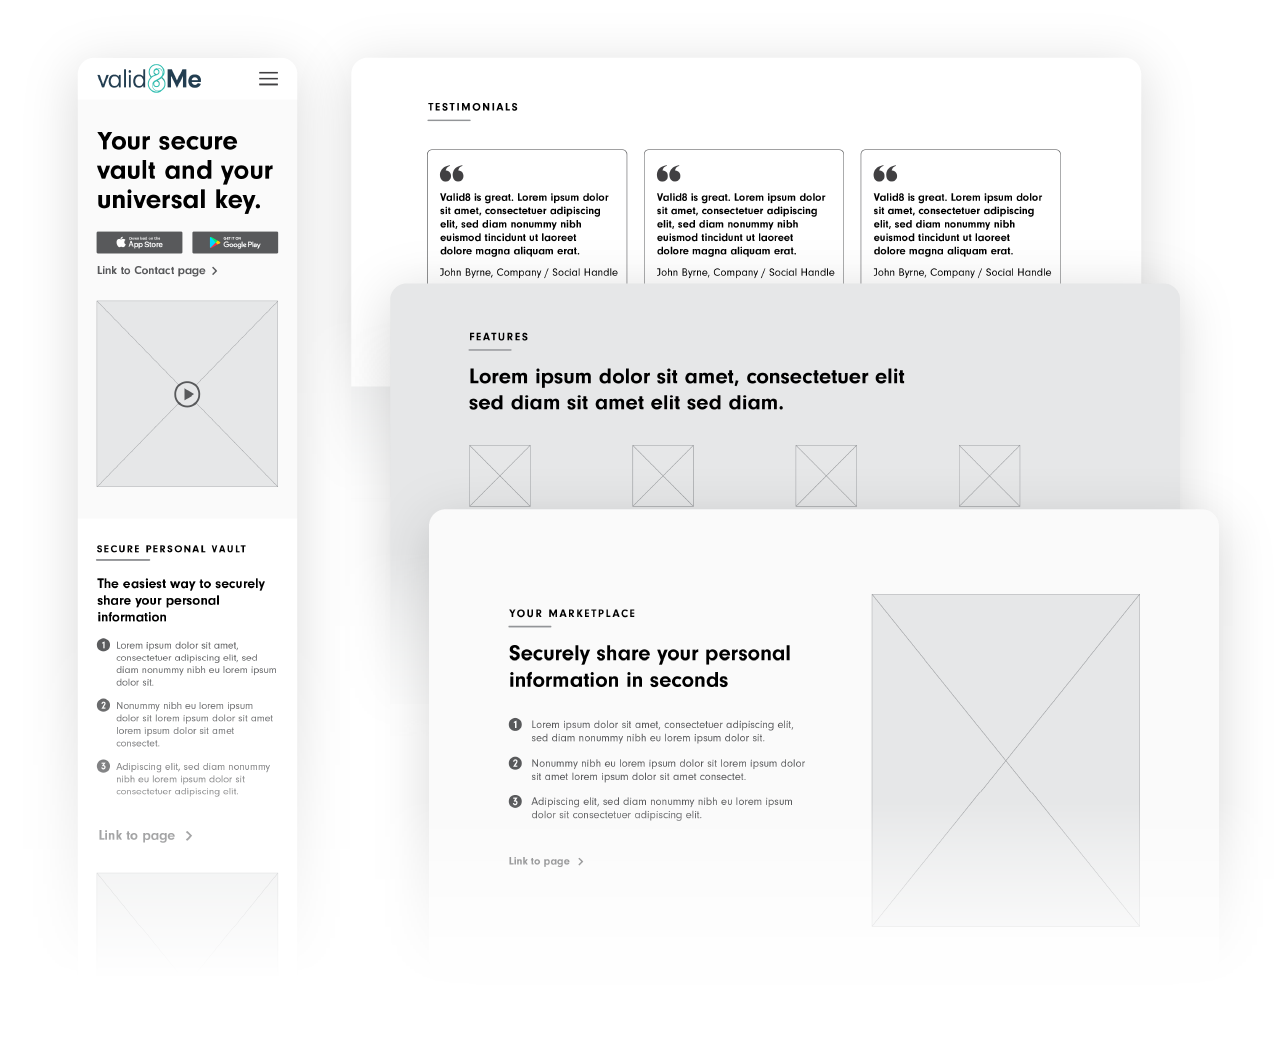 valid8Me
Your secure
vault and your
universal key.
Download on the
App Store
GET IT ON
Google Play
Link to Contact page
SECURE PERSONAL VAULT
The easiest way to securely
share your personal
information
1 Lorem ipsum dolor sit amet,
consectetuer adipiscing elit, sed
diam nonummy nibh eu lorem ipsum
dolor sit.
2 Nonummy nibh eu lorem ipsum
dolor sit lorem ipsum dolor sit amet
lorem ipsum dolor sit amet
consectet.
3 Adipiscing elit, sed diam nonummy
nibh eu lorem ipsum dolor sit
consectetuer adipiscing elit.
Link to page
TESTIMONIALS
Valid8 is great. Lorem ipsum dolor
sit amet, consectetuer adipiscing
elit, sed diam nonummy nibh
euismod tincidunt ut laoreet
dolore magna aliquam erat.
John Byrne, Company / Social Handle
Valid8 is great. Lorem ipsum dolor
sit amet, consectetuer adipiscing
elit, sed diam nonummy nibh
euismod tincidunt ut laoreet
dolore magna aliquam erat.
John Byrne, Company / Social Handle
Valid8 is great. Lorem ipsum dolor
sit amet, consectetuer adipiscing
elit, sed diam nonummy nibh
euismod tincidunt ut laoreet
dolore magna aliquam erat.
John Byrne, Company / Social Handle
FEATURES
Lorem ipsum dolor sit amet, consectetuer elit
sed diam sit amet elit sed diam.
YOUR MARKETPLACE
Securely share your personal
information in seconds
1 Lorem ipsum dolor sit amet, consectetuer adipiscing elit,
sed diam nonummy nibh eu lorem ipsum dolor sit.
2 Nonummy nibh eu lorem ipsum dolor sit lorem ipsum dolor
sit amet lorem ipsum dolor sit amet consectet.
3 Adipiscing elit, sed diam nonummy nibh eu lorem ipsum
dolor sit consectetuer adipiscing elit.
Link to page